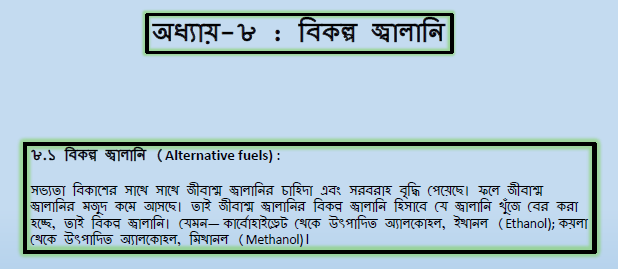 অধ্যায়-৮ : বিকল্প জ্বালানি
৮.১ বিকল্প জ্বালানি (Alternative fuels) :
সভ্যতা বিকাশের সাথে সাথে জীবাশ্ম জ্বালানির চাহিদা এবং সরবরাহ বৃদ্ধি পেয়েছে। ফলে জীবাশ্ম
জ্বালানির মজুদ কমে আসছে। তাই জীবাশ্ম জ্বালানির বিকল্প জ্বালানি হিসাবে যে জ্বালানি খুঁজে বের করা
হচ্ছে, তাই বিকল্প জ্বালানি। যেমন— কার্বোহাইড্রেট থেকে উৎপাদিত অ্যালকোহল, ইথানল (Ethanol); কয়লা
থেকে উৎপাদিত অ্যালকোহল, মিথানল (Methanol)।